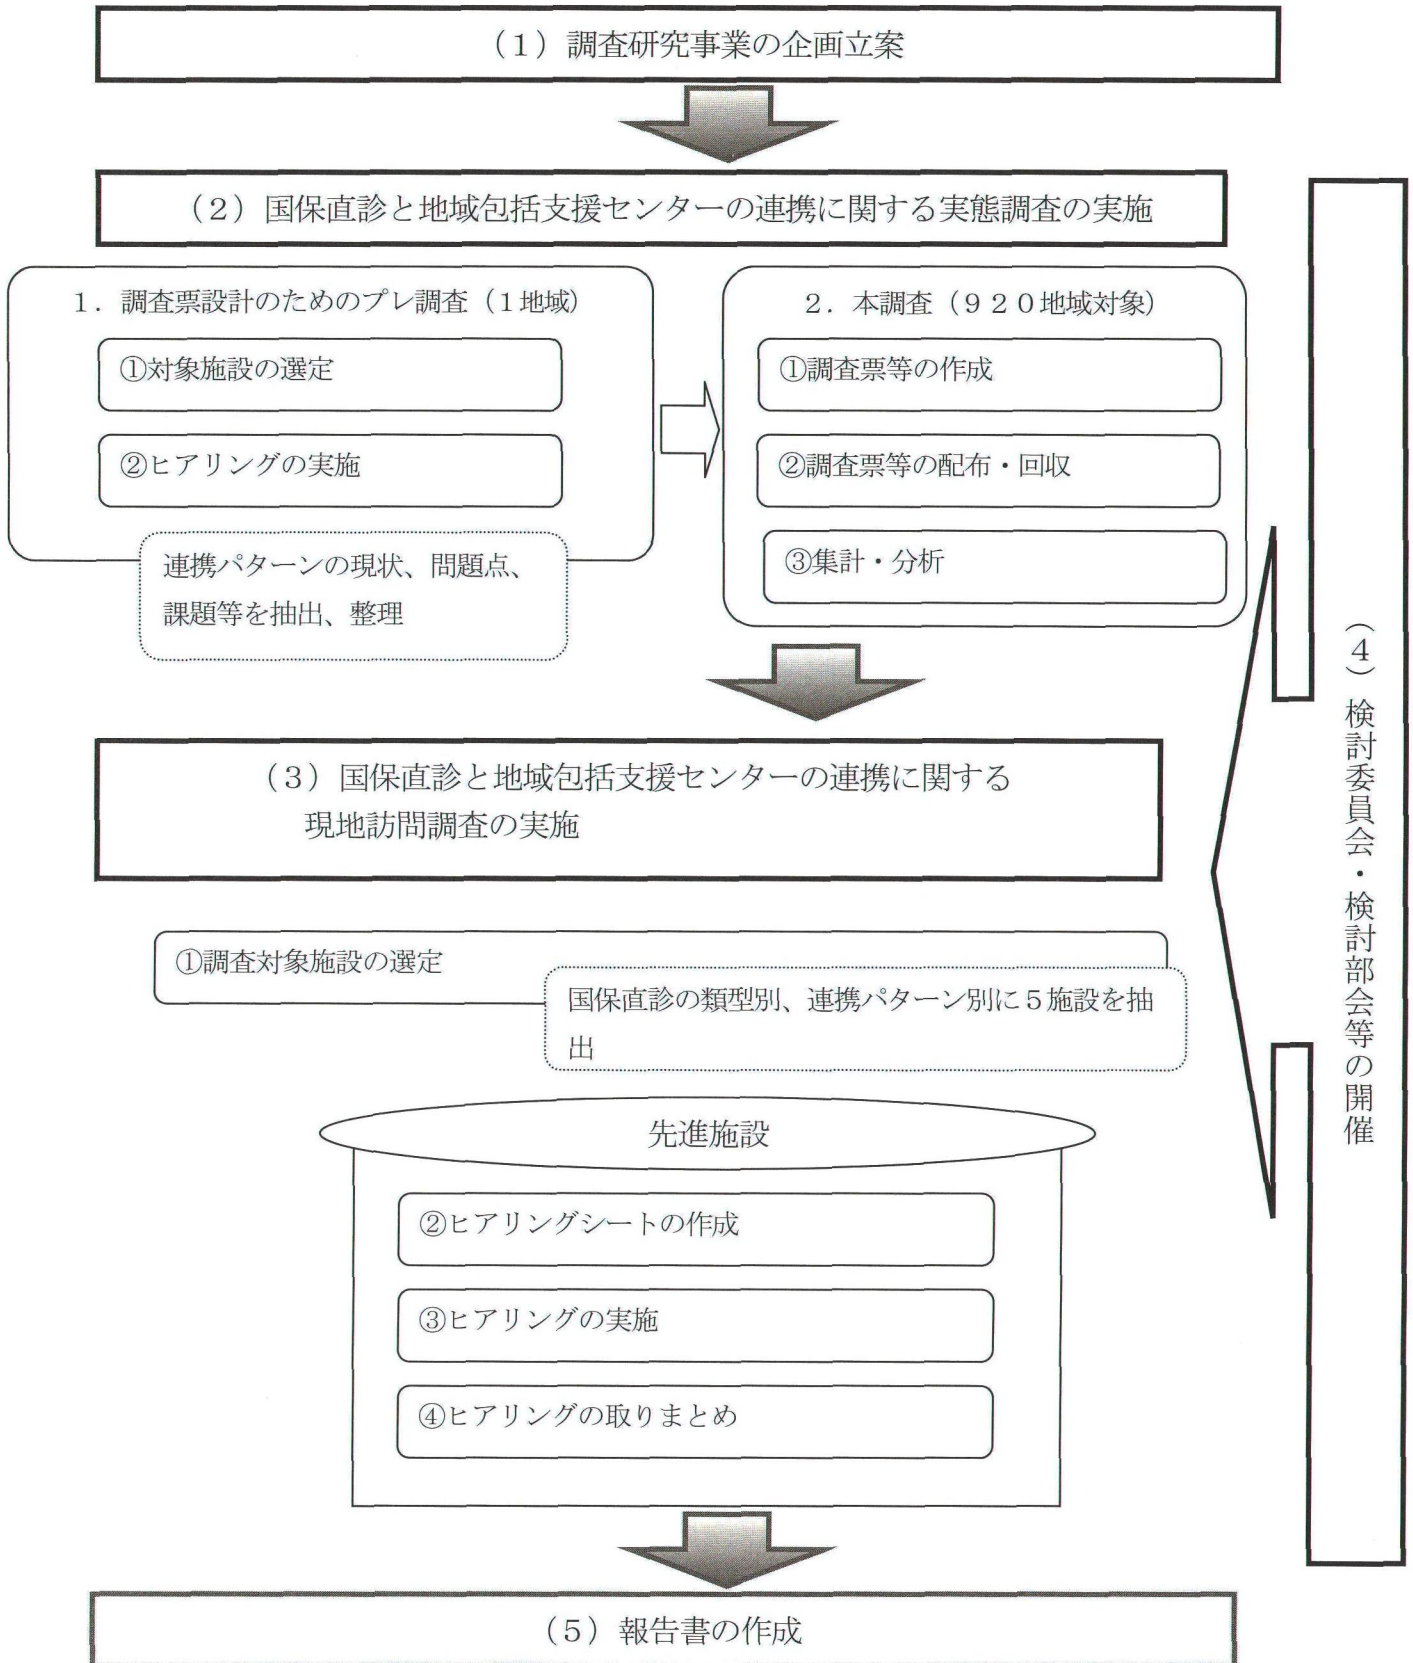 （１）調査研究事業の企画立案
（２）国保直診と地域包括支援センターの連携に関する実態調査の実施
１．調査票設計のためのプレ調査（１地域）
①対象施設の選定
②ヒアリングの実施
連携パターンの現状、問題点、
課題等を抽出、整理
２．本調査（９２０地域対象）
①調査票等の作成
②調査票等の配布・回収
③集計・分析
（３）国保直診と地域包括支援センターの連携に関する
現地訪問調査の実施
①調査対象施設の選定
国保直診の類型別、連携パターン別に５施設を抽
出
先進施設
②ヒアリングシートの作成
③ヒアリングの実施
④ヒアリングの取りまとめ
（４）検討委員会・検討部会等の開催
（５）報告書の作成